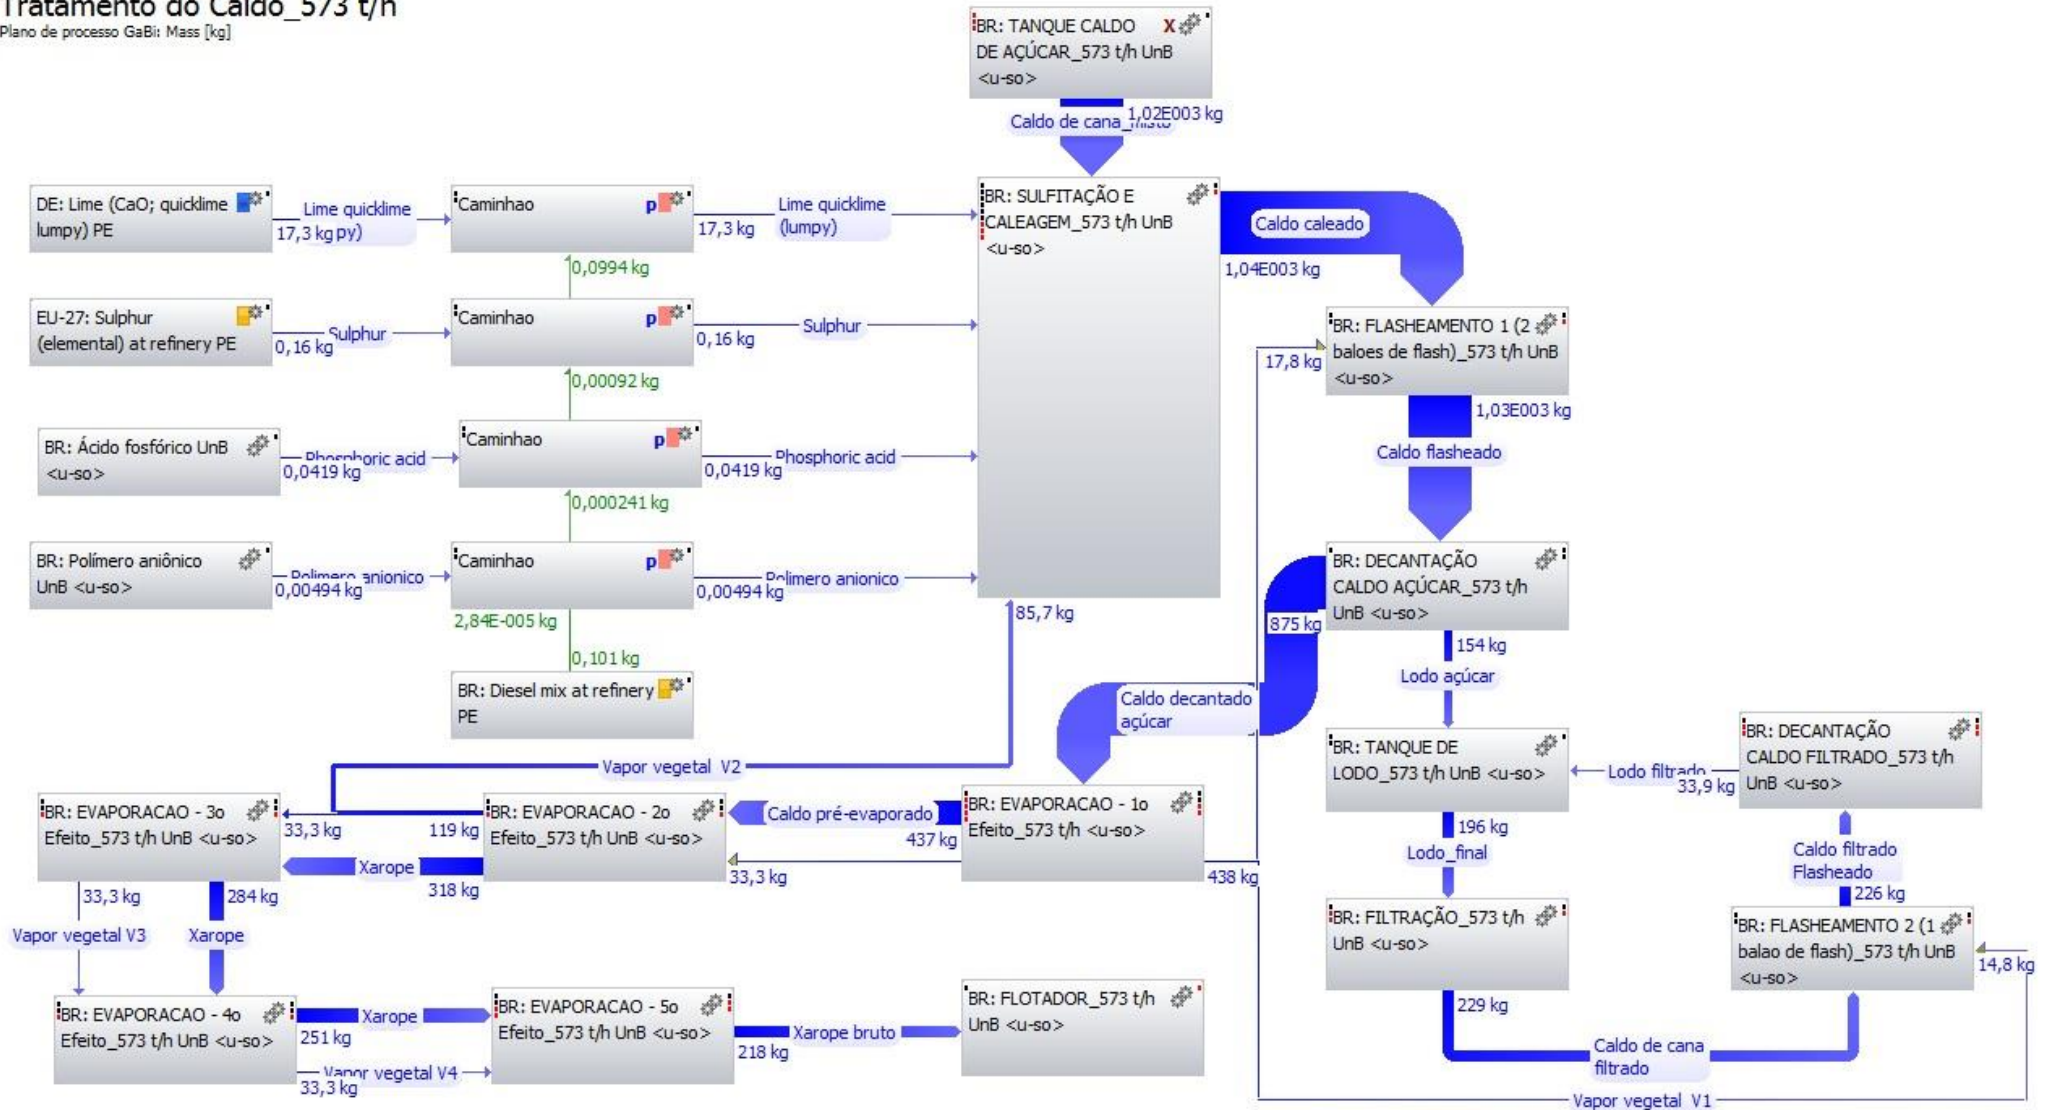 Tratamento do Caldo_573 t/h
Plano de processo GaBi: Mass [kg]
BR: TANQUE CALDO X
DE AÇÚCAR_573 t/h UnB
<u-so>
1,02E003 kg
Caldo de cana_misto
DE: Lime (CaO; quicklime
lumpy) PE
Lime quicklime
17,3 kg py)
Caminhao p
Lime quicklime
(lumpy)
17,3 kg
BR: SULFITAÇÃO E
CALEAGEM_573 t/h UnB
<u-so>
Caldo caleado
1,04E003 kg
0,0994 kg
EU-27: Sulphur
(elemental) at refinery PE
Sulphur
0,16 kg
Caminhao p
Sulphur
0,16 kg
BR: FLASHEAMENTO 1 (2
baloes de flash)_573 t/h UnB
<u-so>
17,8 kg
1,03E003 kg
Caldo flasheado
0,00092 kg
BR: Ácido fosfórico UnB
<u-so>
Phosphoric acid
0,0419 kg
Caminhao p
Phosphoric acid
0,0419 kg
0,000241 kg
BR: Polímero aniônico
UnB <u-so>
Polimero anionico
0,00494 kg
Caminhao p
Polimero anionico
0,00494 kg
2,84E-005 kg
0,101 kg
BR: Diesel mix at refinery
PE
85,7 kg
BR: DECANTAÇÃO
CALDO AÇÚCAR_573 t/h
UnB <u-so>
875 kg
154 kg
Lodo açúcar
Caldo decantado
açúcar
BR: TANQUE DE
LODO_573 t/h UnB <u-so>
Lodo filtrado
33,9 kg
BR: DECANTAÇÃO
CALDO FILTRADO_573 t/h
UnB <u-so>
Vapor vegetal V2
BR: EVAPORACAO - 3o
Efeito_573 t/h UnB <u-so>
33,3 kg
119 kg
BR: EVAPORACAO - 2o
Efeito_573 t/h UnB <u-so>
Caldo pré-evaporado
437 kg
BR: EVAPORACAO - 1o
Efeito_573 t/h <u-so>
196 kg
Lodo_final
Caldo filtrado
Flasheado
226 kg
Xarope
318 kg
33,3 kg
438 kg
33,3 kg
284 kg
Vapor vegetal V3
Xarope
BR: FILTRAÇÃO_573 t/h
UnB <u-so>
BR: FLASHEAMENTO 2 (1
balao de flash)_573 t/h UnB
<u-so>
14,8 kg
BR: EVAPORACAO - 4o
Efeito_573 t/h UnB <u-so>
Xarope
251 kg
Vapor vegetal V4
33,3 kg
BR: EVAPORACAO - 5o
Efeito_573 t/h UnB <u-so>
Xarope bruto
218 kg
BR: FLOTADOR_573 t/h
UnB <u-so>
229 kg
Caldo de cana
filtrado
Vapor vegetal V1